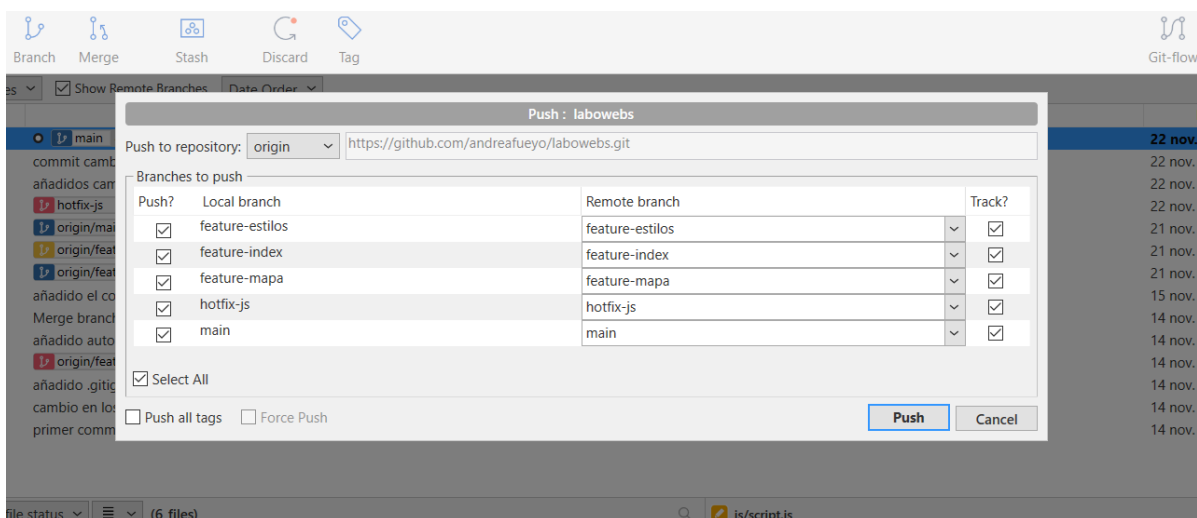 Branch Merge Stash Discard Tag Git-flow
es Show Remote Branches Date Order
Push : labowebs
Push to repository: origin https://github.com/andreafueyo/labowebs.git
Branches to push
Push? Local branch Remote branch Track?
feature-estilos feature-estilos
feature-index feature-index
feature-mapa feature-mapa
hotfix-js hotfix-js
main main
Select All
Push all tags Force Push Push Cancel
main 22 nov.
commit camb 22 nov.
añadidos cam 22 nov.
hotfix-js 22 nov.
origin/mai 21 nov.
origin/feat 21 nov.
origin/feat 21 nov.
añadido el co 15 nov.
Merge branch 14 nov.
añadido auto 14 nov.
origin/feat 14 nov.
añadido .gitig 14 nov.
cambio en los 14 nov.
primer comm 14 nov.
file status (6 files) js/script.js